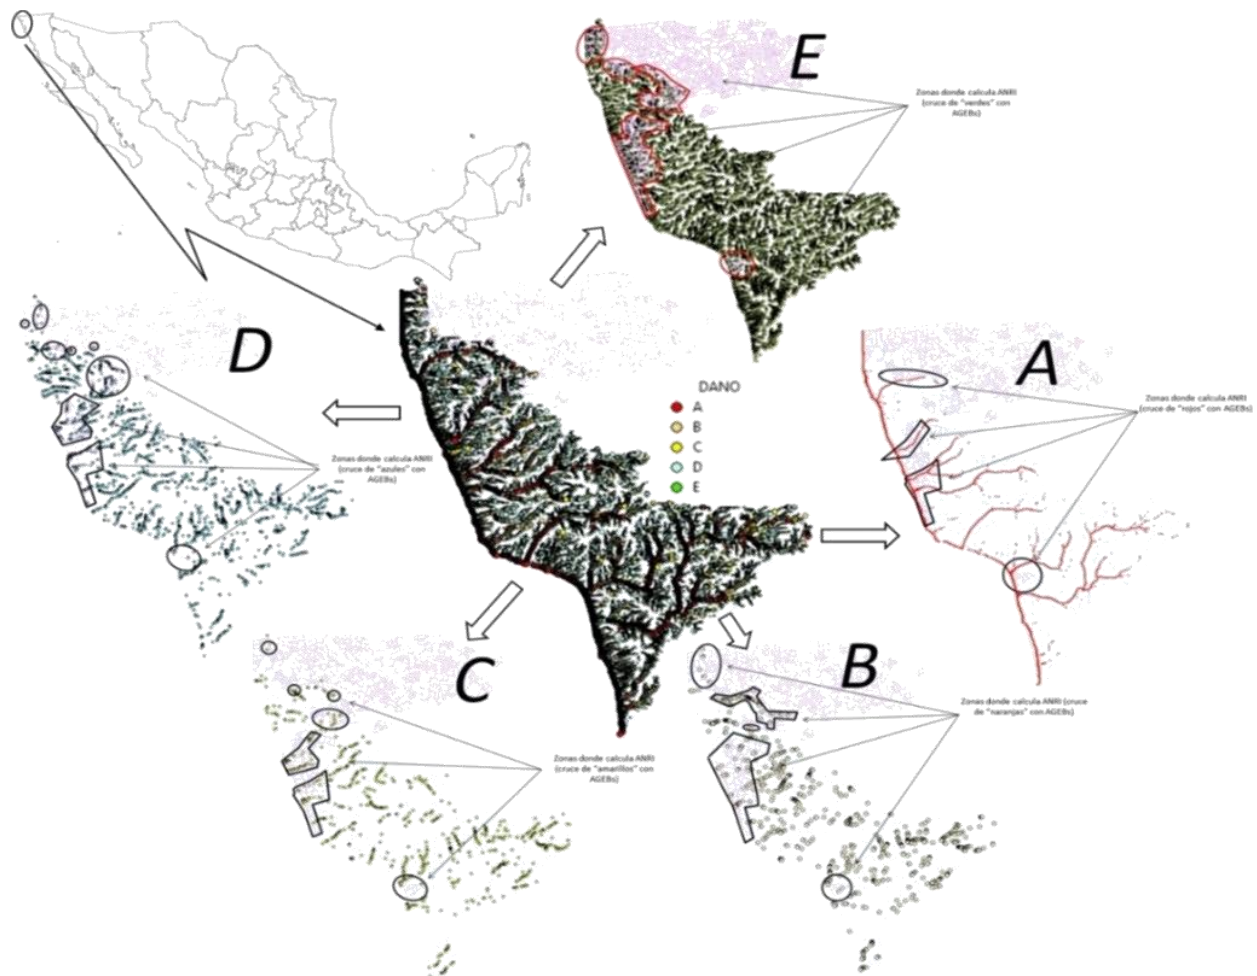 E
Zonas donde calcula ANRI
(cruce de "verdes" con
AGEBs)
D
A
Zonas donde calcula ANRI
(cruce de "rojos" con
AGEBs)
DANO
A
B
C
D
E
Zonas donde calcula ANRI
(cruce de "azules" con
AGEBs)
C
B
Zonas donde calcula ANRI (cruce
de "naranjas" con AGEBs)
Zonas donde calcula ANRI
(cruce de "amarillos" con
AGEBs)